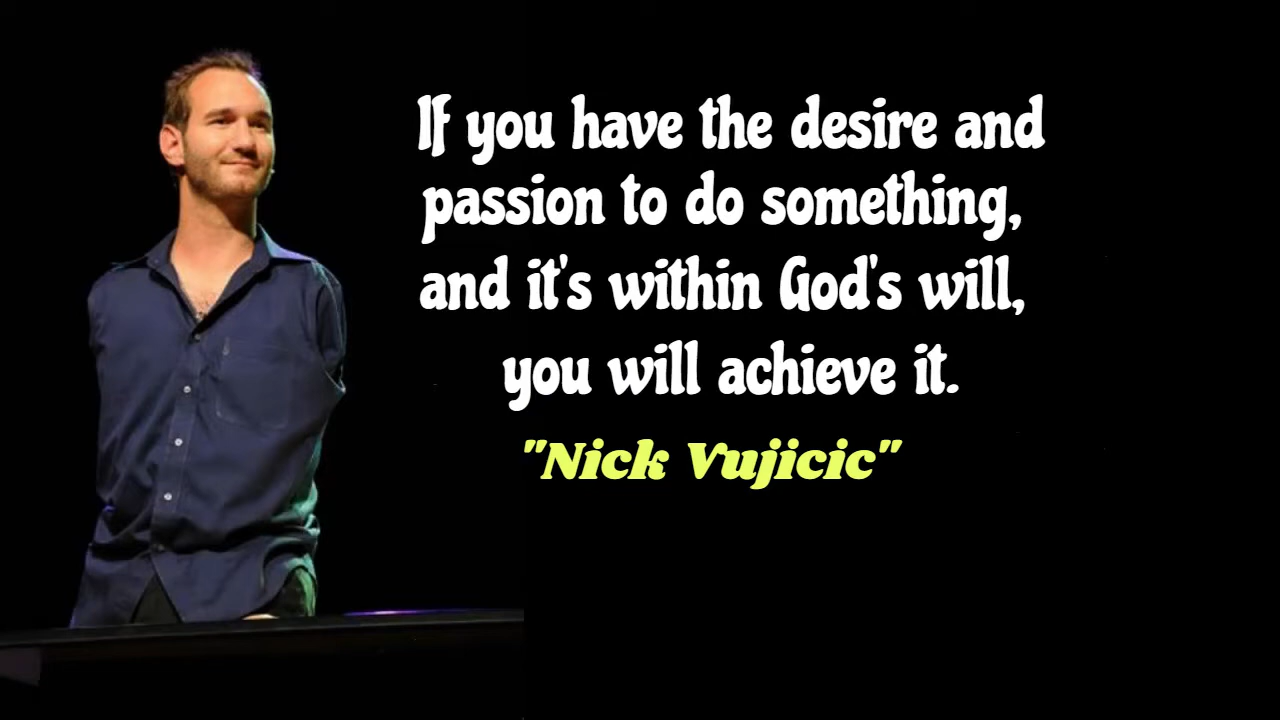 If you have the desire and
passion to do something,
and it's within God's will,
you will achieve it.
"Nick Vujicic"